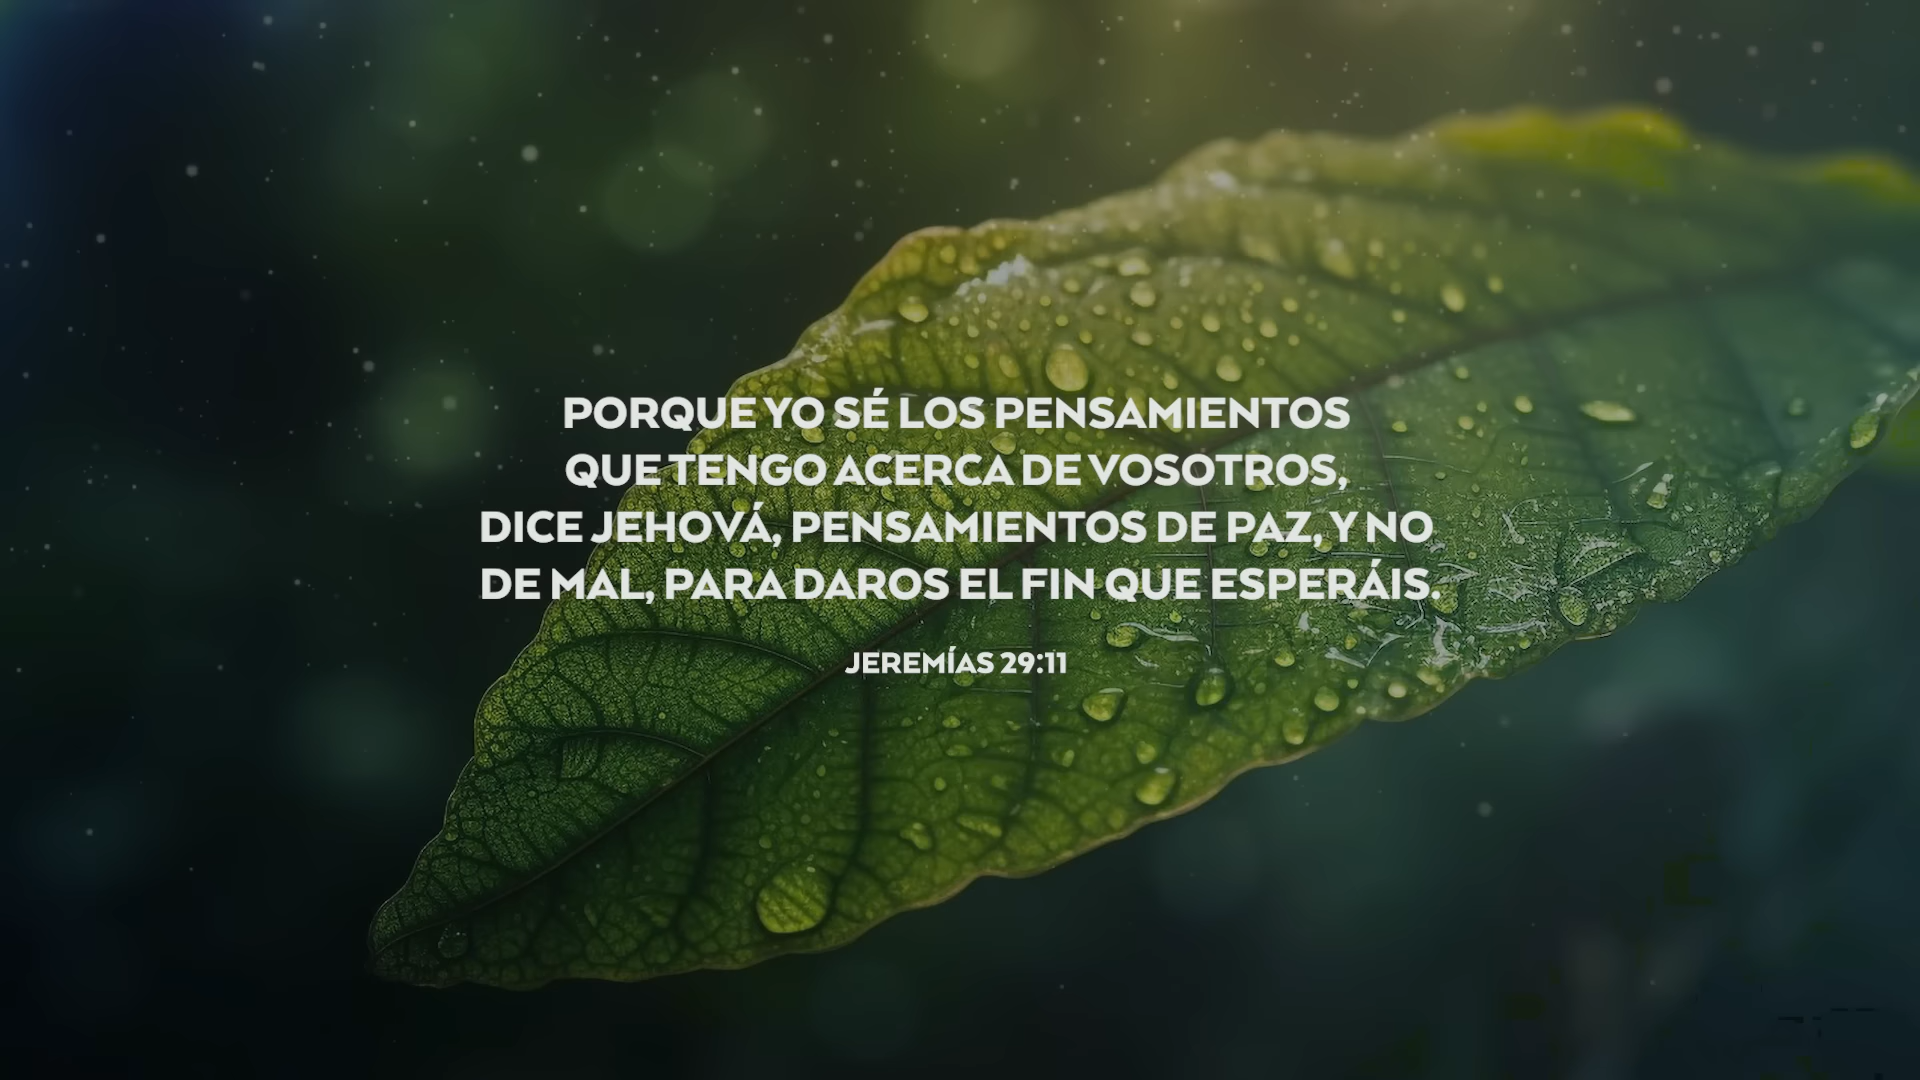 PORQUE YO SÉ LOS PENSAMIENTOS
QUE TENGO ACERCA DE VOSOTROS,
DICE JEHOVÁ, PENSAMIENTOS DE PAZ, Y NO
DE MAL, PARA DAROS EL FIN QUE ESPERÁIS.
JEREMÍAS 29:11